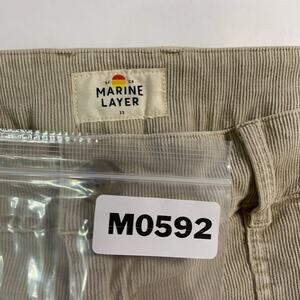 SF CA
MARINE
LAYER
33
M0592